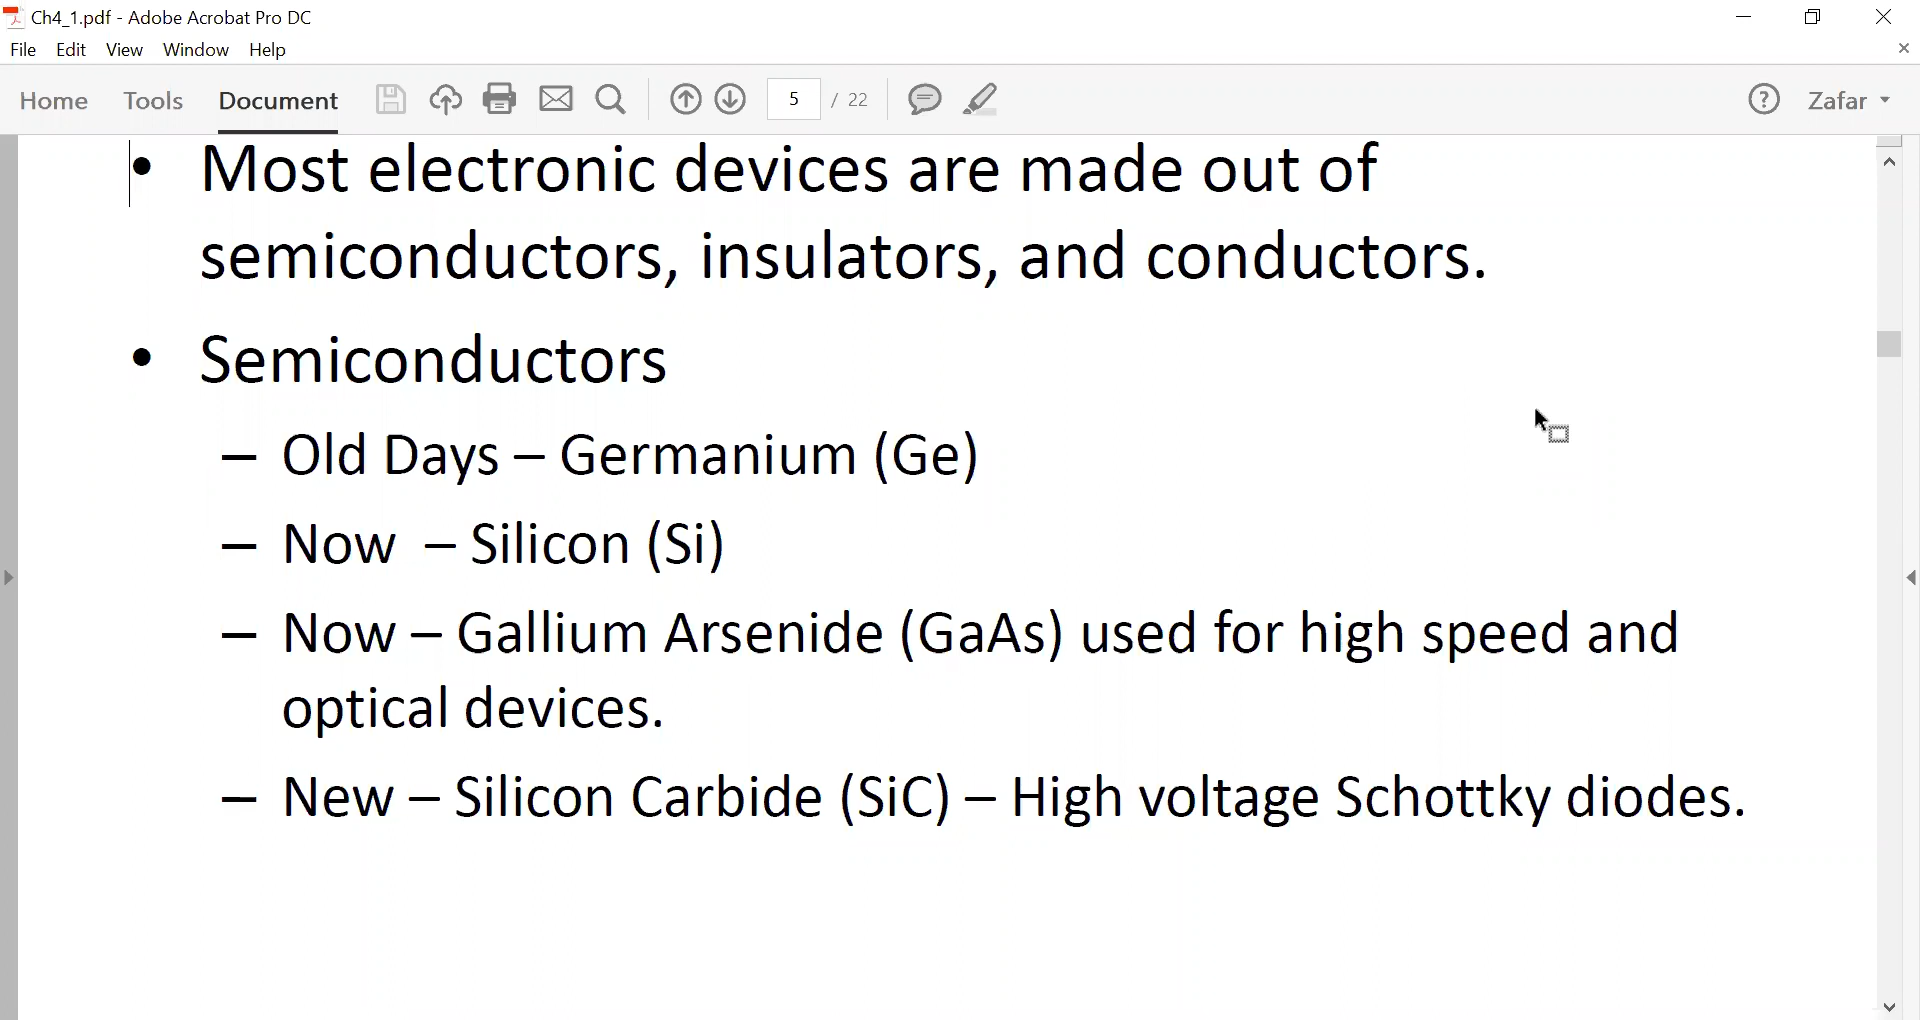 Ch4_1.pdf - Adobe Acrobat Pro DC
File Edit View Window Help
Home Tools Document 5 / 22 Zafar
• Most electronic devices are made out of
semiconductors, insulators, and conductors.
• Semiconductors
– Old Days – Germanium (Ge)
– Now – Silicon (Si)
– Now – Gallium Arsenide (GaAs) used for high speed and
optical devices.
– New – Silicon Carbide (SiC) – High voltage Schottky diodes.